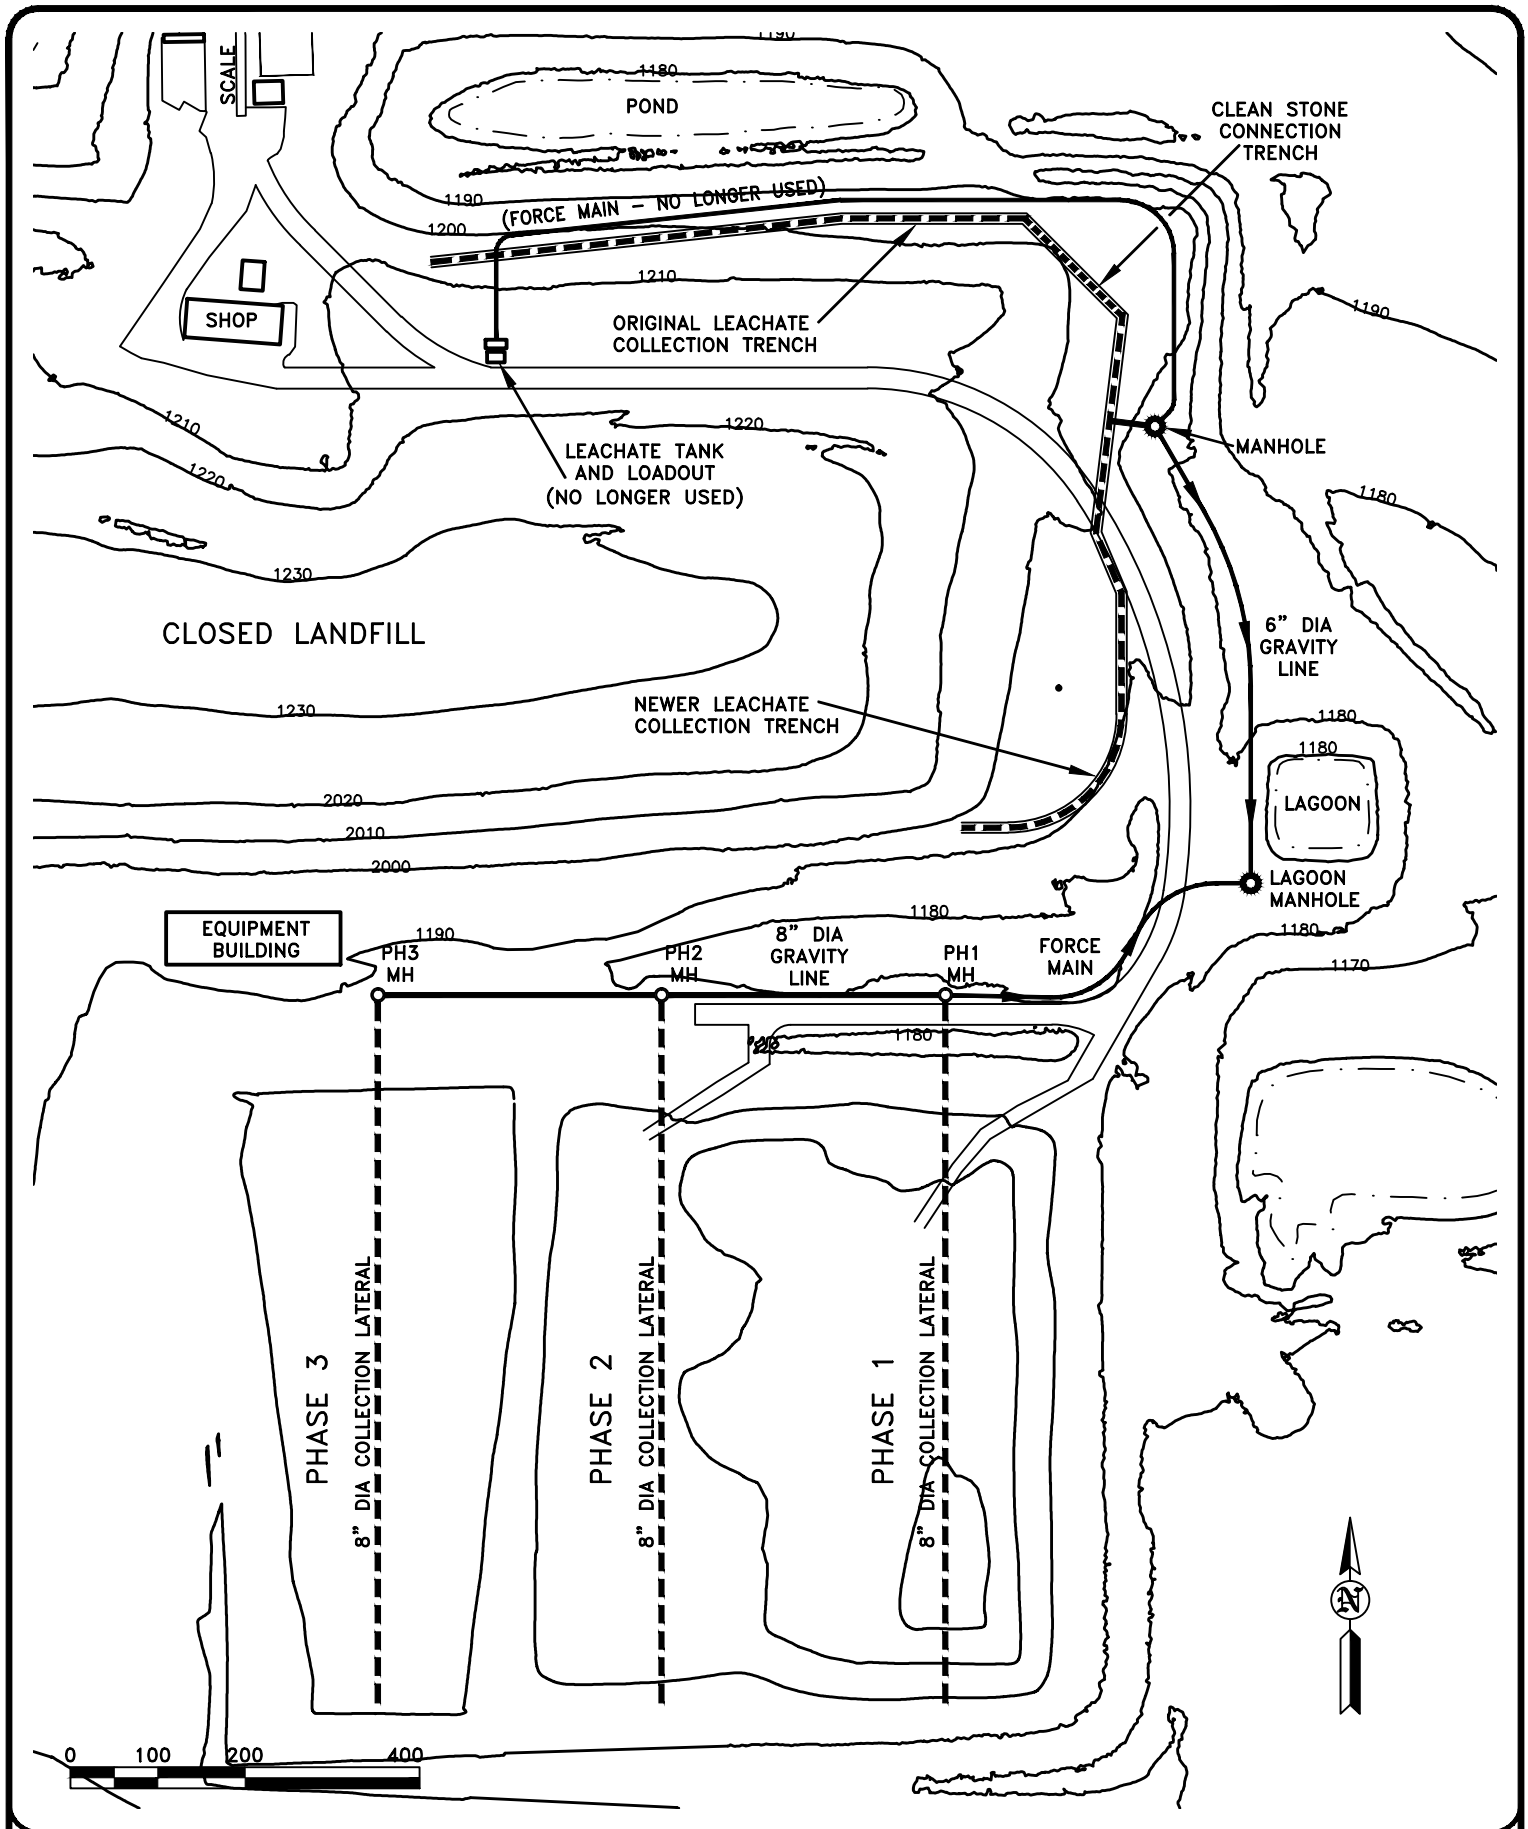 1190
SCALE
1180
POND
CLEAN STONE
CONNECTION
TRENCH
1190
(FORCE MAIN - NO LONGER USED)
1200
1210
1190
SHOP
ORIGINAL LEACHATE
COLLECTION TRENCH
1210
1220
1220
MANHOLE
LEACHATE TANK
AND LOADOUT
(NO LONGER USED)
1180
1230
CLOSED LANDFILL
6” DIA
GRAVITY
LINE
1230
NEWER LEACHATE
COLLECTION TRENCH
1180
1180
LAGOON
2020
2010
2000
LAGOON
MANHOLE
EQUIPMENT
BUILDING
1190
1180
1180
8” DIA
GRAVITY
LINE
FORCE
MAIN
PH3
MH
PH2
MH
PH1
MH
1170
1180
PHASE 3
8” DIA COLLECTION LATERAL
PHASE 2
8” DIA COLLECTION LATERAL
PHASE 1
8” DIA COLLECTION LATERAL
N
0 100 200 400